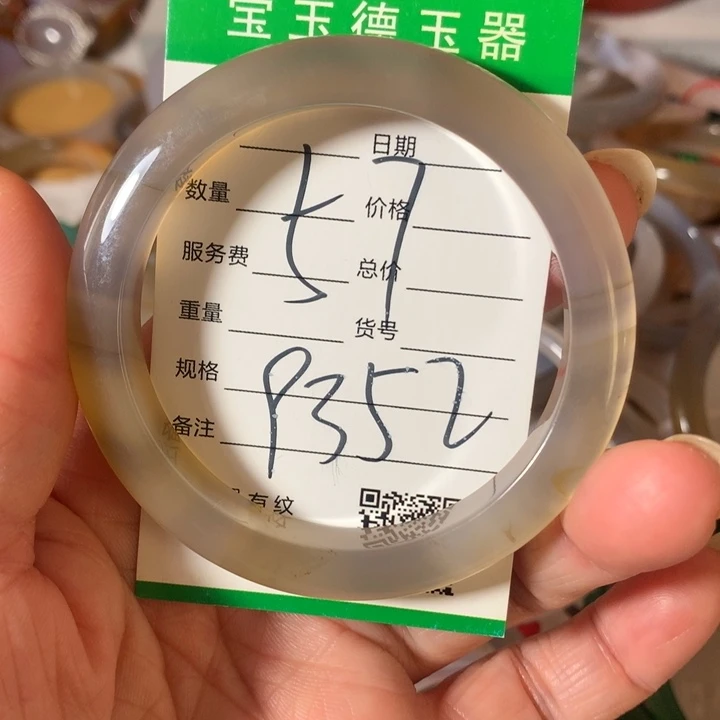 宝玉德玉器
日期
数量 价格
服务费 总价
重量 货号
规格
备注
57
P352
有纹